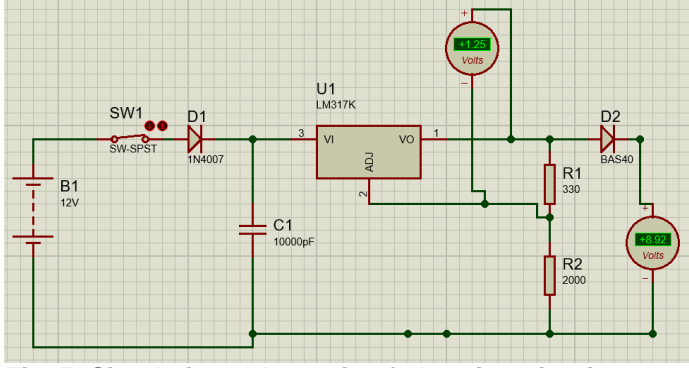 +
+1.25
Volts
−
U1
LM317K
SW1
SW-SPST
D1
1N4007
3
VI
VO
1
ADJ
2
D2
BAS40
R1
330
B1
12V
C1
10000pF
+
+8.92
Volts
−
R2
2000